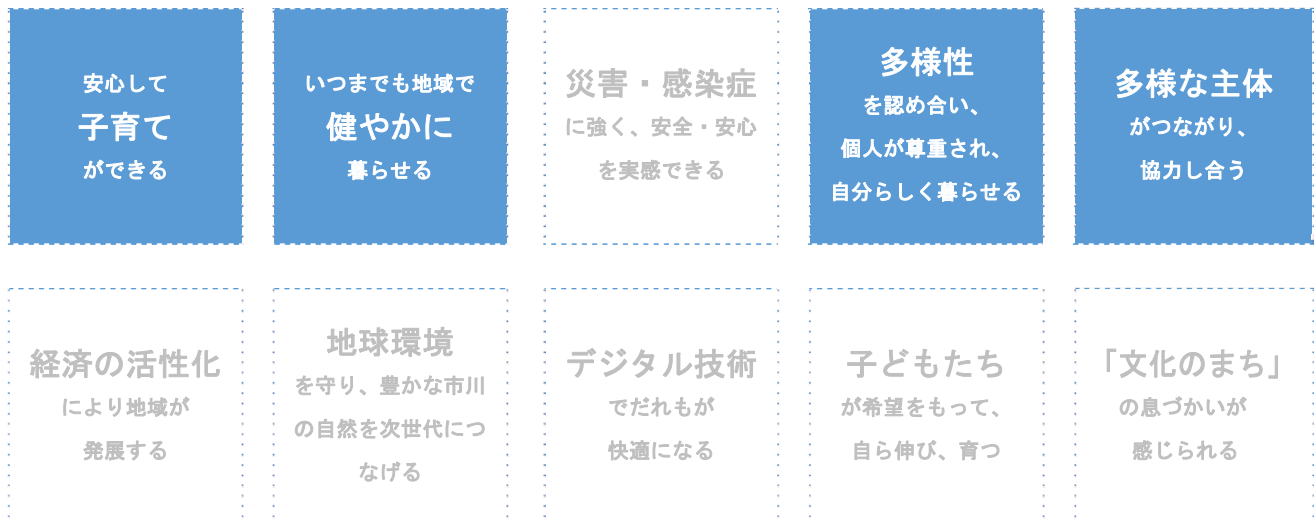 安心して
子育て
ができる
いつまでも地域で
健やかに
暮らせる
災害・感染症
に強く、安全・安心
を実感できる
多様性
を認め合い、
個人が尊重され、
自分らしく暮らせる
多様な主体
がつながり、
協力し合う
経済の活性化
により地域が
発展する
地球環境
を守り、豊かな市川
の自然を次世代につ
なげる
デジタル技術
でだれもが
快適になる
子どもたち
が希望をもって、
自ら伸び、育つ
「文化のまち」
の息づかいが
感じられる